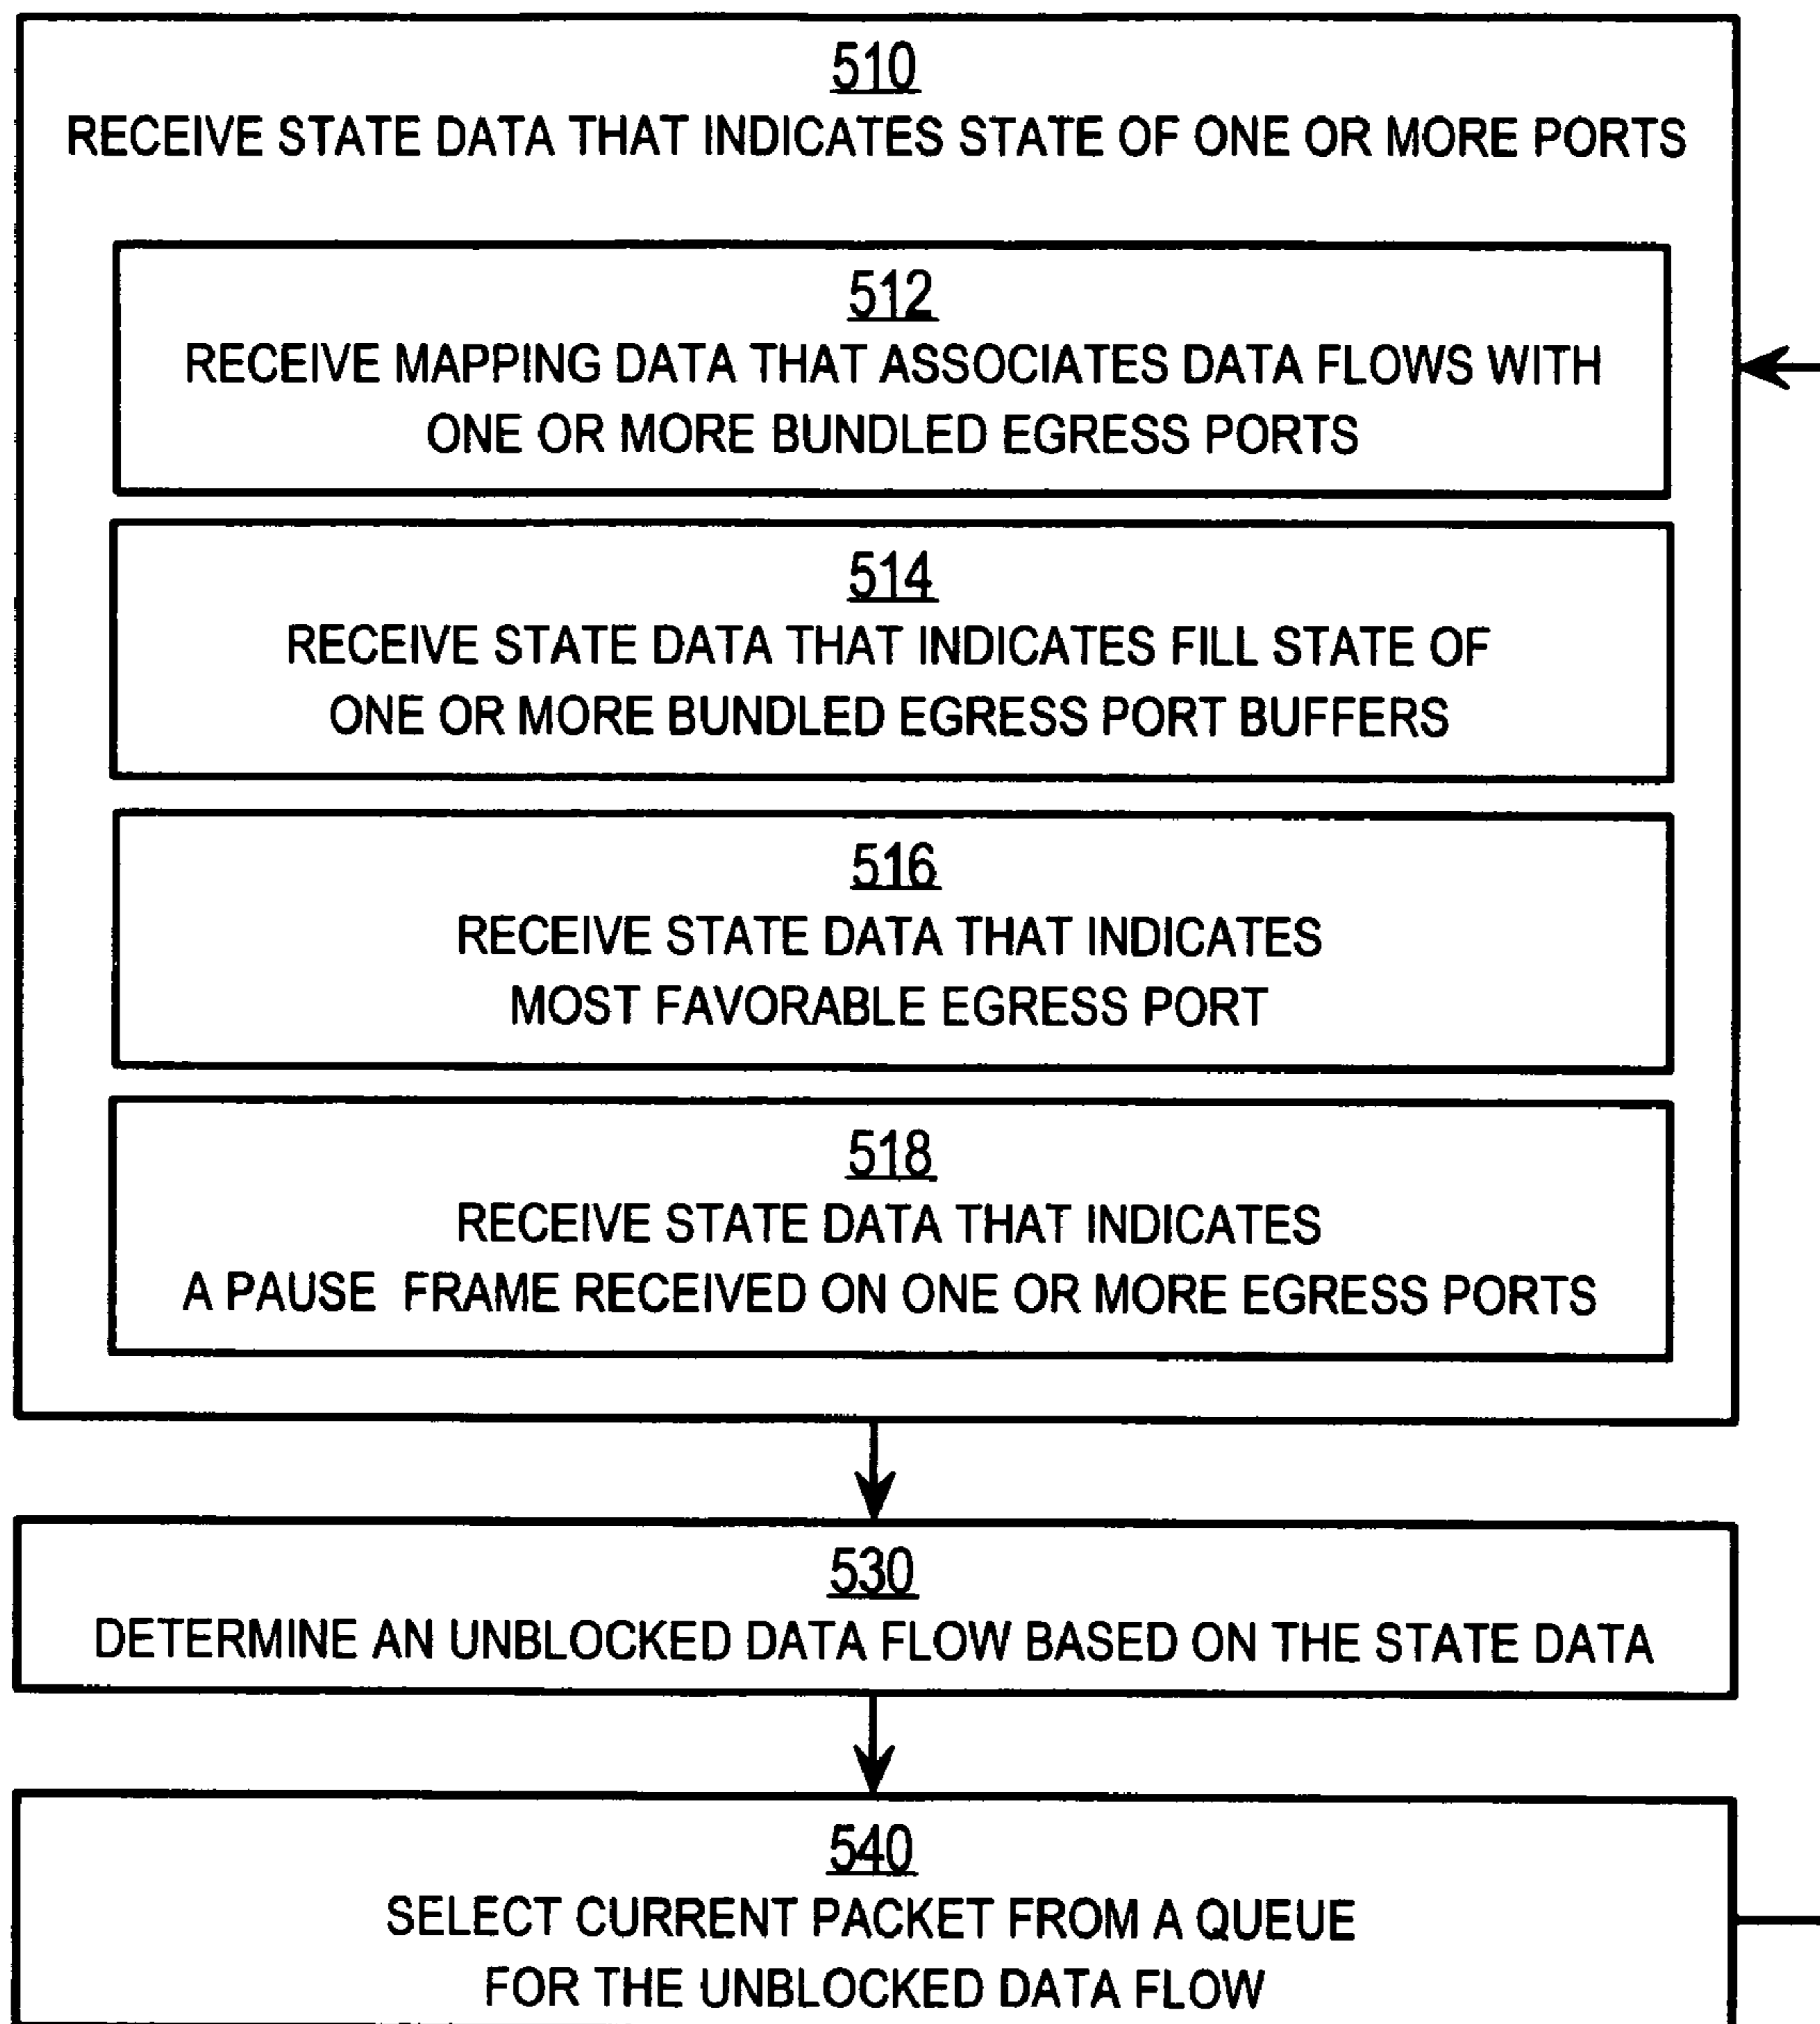 510
RECEIVE STATE DATA THAT INDICATES STATE OF ONE OR MORE PORTS
512
RECEIVE MAPPING DATA THAT ASSOCIATES DATA FLOWS WITH
ONE OR MORE BUNDLED EGRESS PORTS
514
RECEIVE STATE DATA THAT INDICATES FILL STATE OF
ONE OR MORE BUNDLED EGRESS PORT BUFFERS
516
RECEIVE STATE DATA THAT INDICATES
MOST FAVORABLE EGRESS PORT
518
RECEIVE STATE DATA THAT INDICATES
A PAUSE FRAME RECEIVED ON ONE OR MORE EGRESS PORTS
530
DETERMINE AN UNBLOCKED DATA FLOW BASED ON THE STATE DATA
540
SELECT CURRENT PACKET FROM A QUEUE
FOR THE UNBLOCKED DATA FLOW